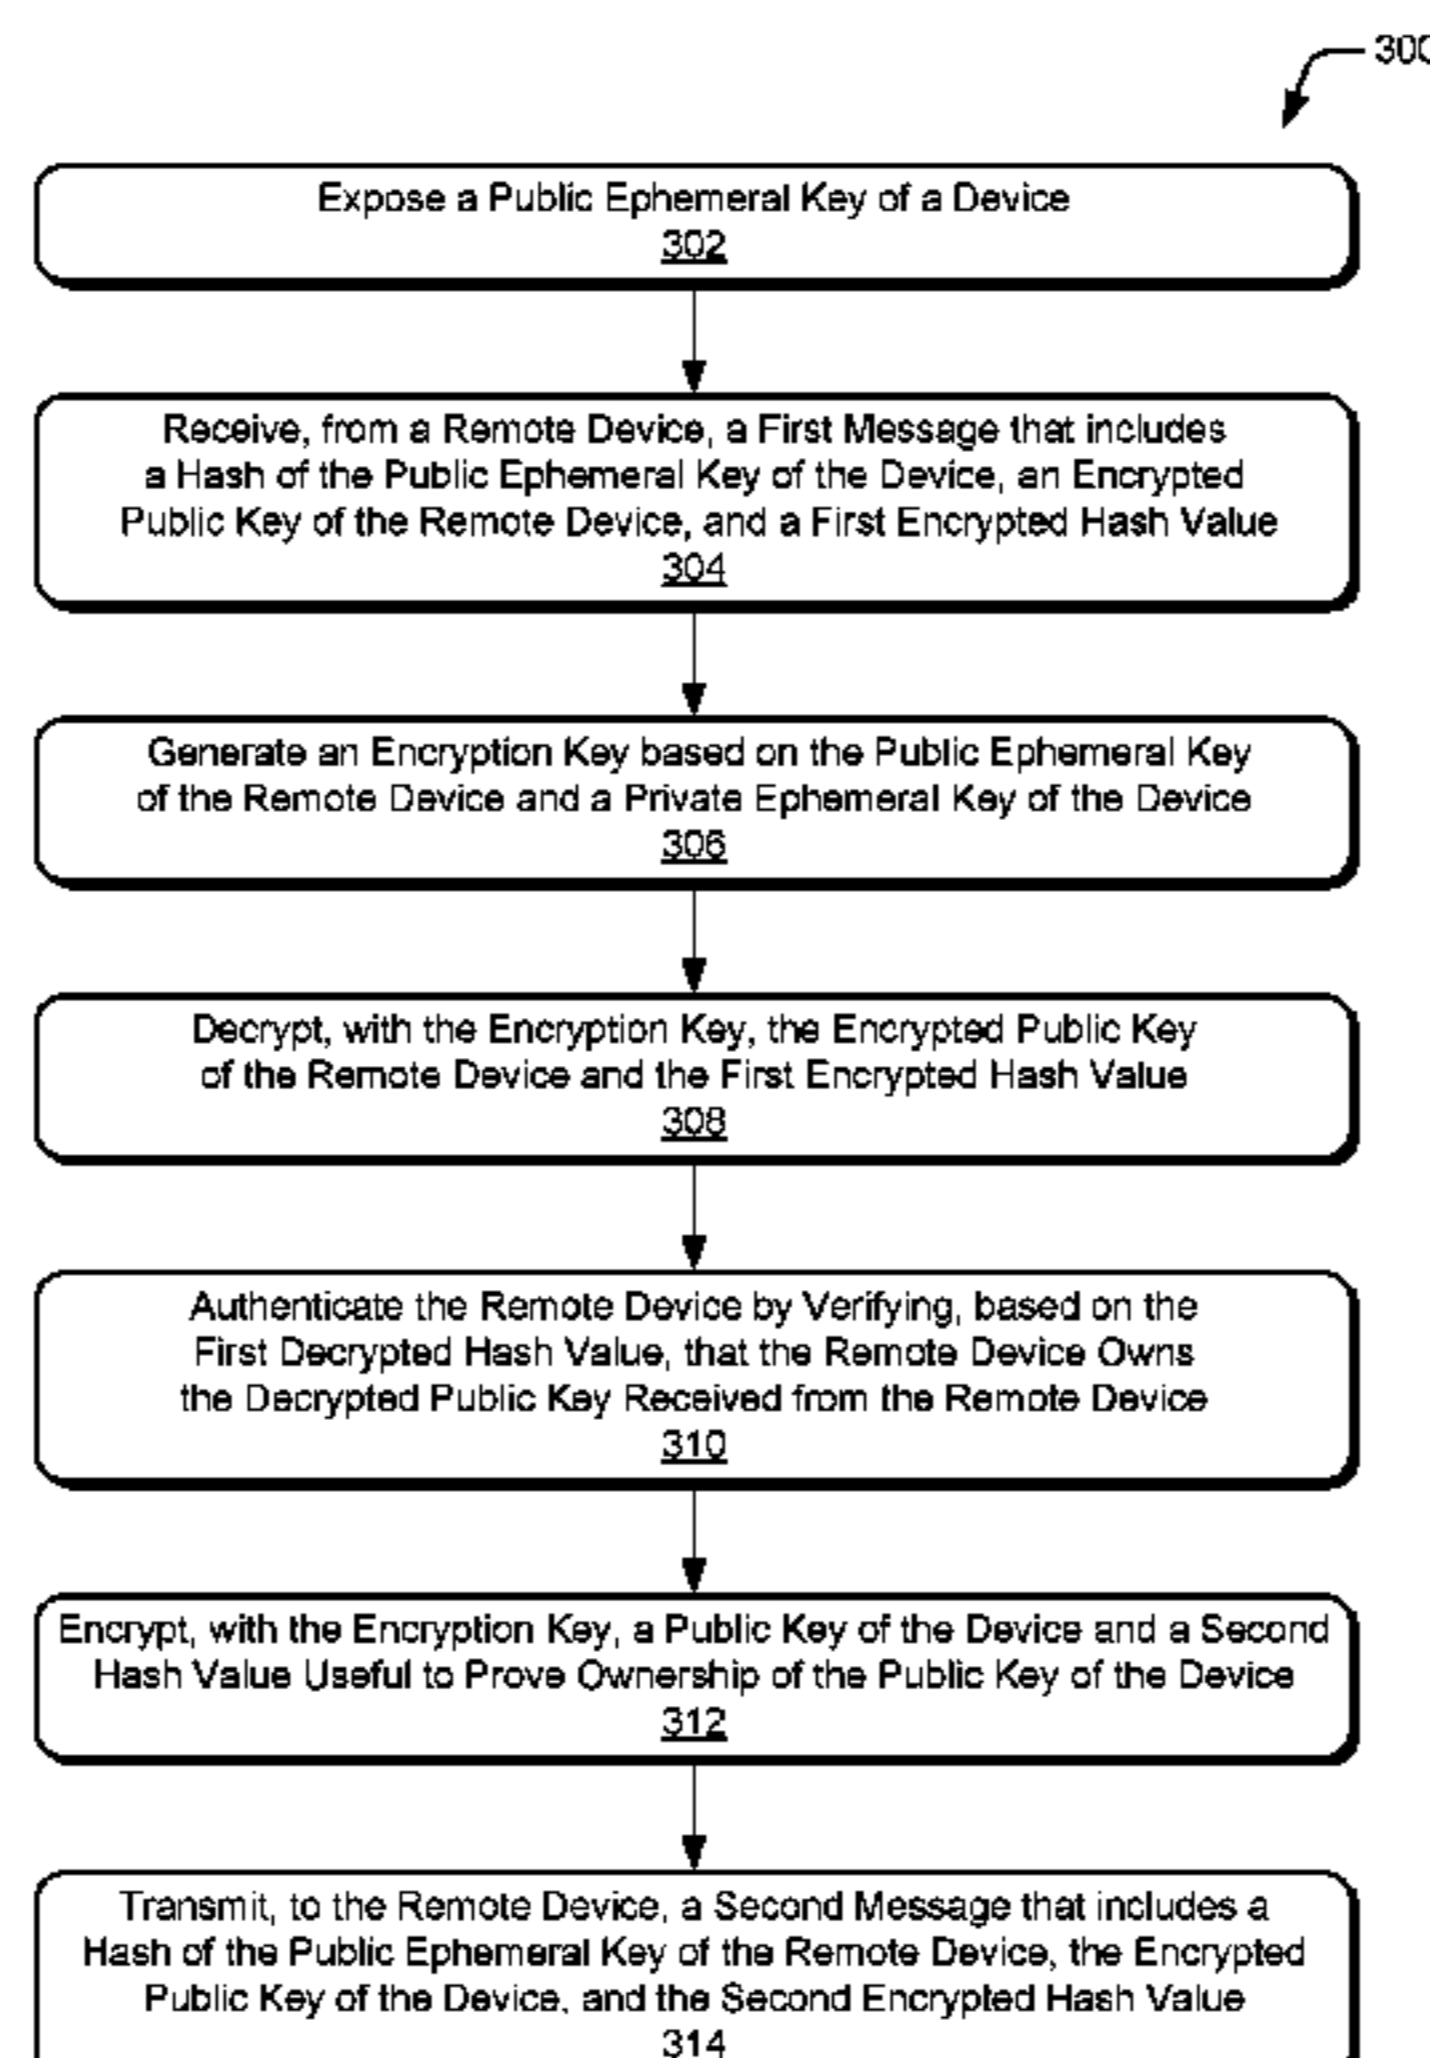 300
Expose a Public Ephemeral Key of a Device
302
Receive, from a Remote Device, a First Message that includes
a Hash of the Public Ephemeral Key of the Device, an Encrypted
Public Key of the Remote Device, and a First Encrypted Hash Value
304
Generate an Encryption Key based on the Public Ephemeral Key
of the Remote Device and a Private Ephemeral Key of the Device
306
Decrypt, with the Encryption Key, the Encrypted Public Key
of the Remote Device and the First Encrypted Hash Value
308
Authenticate the Remote Device by Verifying, based on the
First Decrypted Hash Value, that the Remote Device Owns
the Decrypted Public Key Received from the Remote Device
310
Encrypt, with the Encryption Key, a Public Key of the Device and a Second
Hash Value Useful to Prove Ownership of the Public Key of the Device
312
Transmit, to the Remote Device, a Second Message that includes a
Hash of the Public Ephemeral Key of the Remote Device, the Encrypted
Public Key of the Device, and the Second Encrypted Hash Value
314